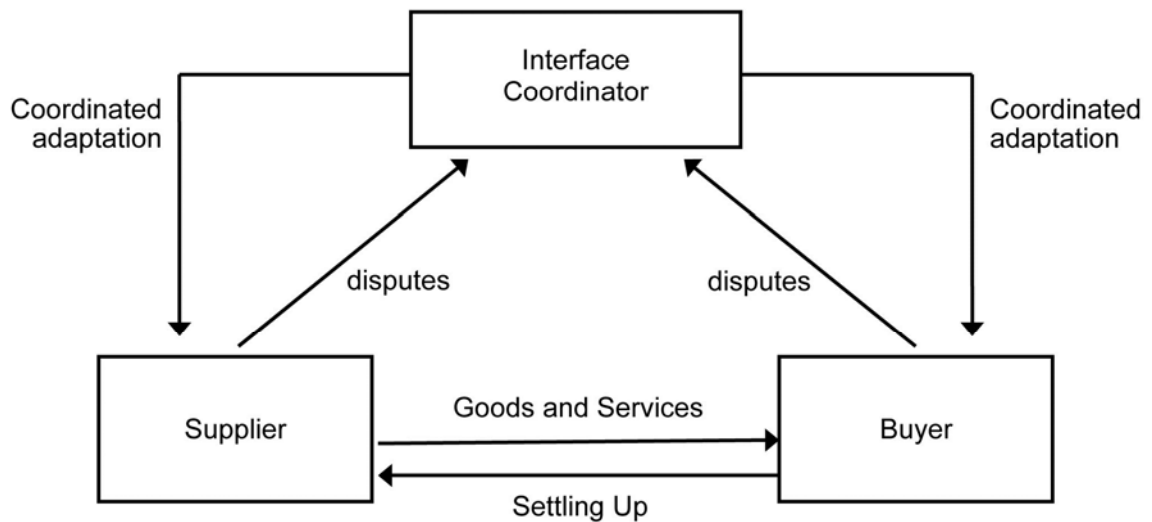 Interface
Coordinator
Coordinated
adaptation
Coordinated
adaptation
disputes
disputes
Supplier
Goods and Services
Buyer
Settling Up